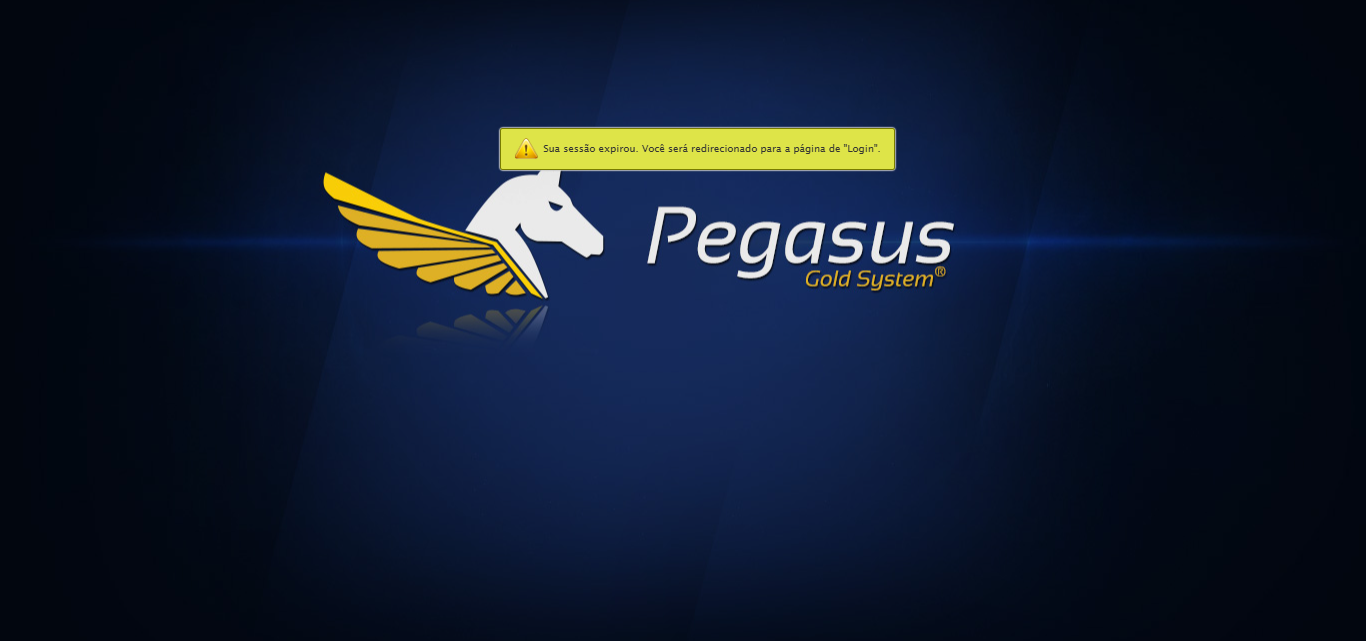 Sua sessão expirou. Você será redirecionado para a página de "Login".
Pegasus
Gold System®